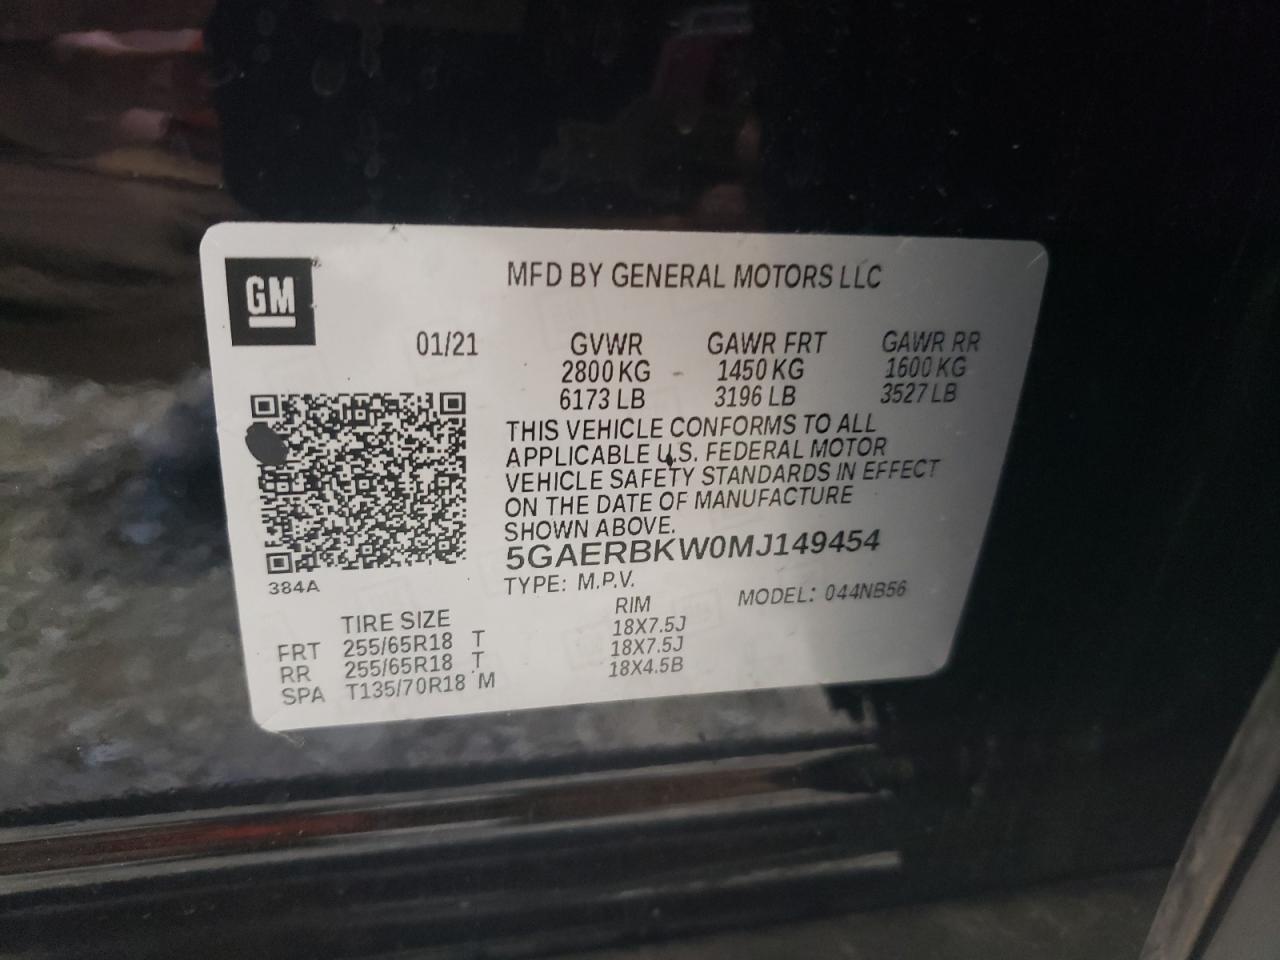 GM
MFD BY GENERAL MOTORS LLC
01/21 GVWR GAWR FRT GAWR RR
2800 KG 1450 KG 1600 KG
6173 LB 3196 LB 3527 LB
THIS VEHICLE CONFORMS TO ALL
APPLICABLE U.S. FEDERAL MOTOR
VEHICLE SAFETY STANDARDS IN EFFECT
ON THE DATE OF MANUFACTURE
SHOWN ABOVE.
5GAERBKW0MJ149454
384A
TYPE: M.P.V. MODEL: 044NB56
TIRE SIZE RIM
FRT 255/65R18 T 18X7.5J
RR 255/65R18 T 18X7.5J
SPA T135/70R18 M 18X4.5B